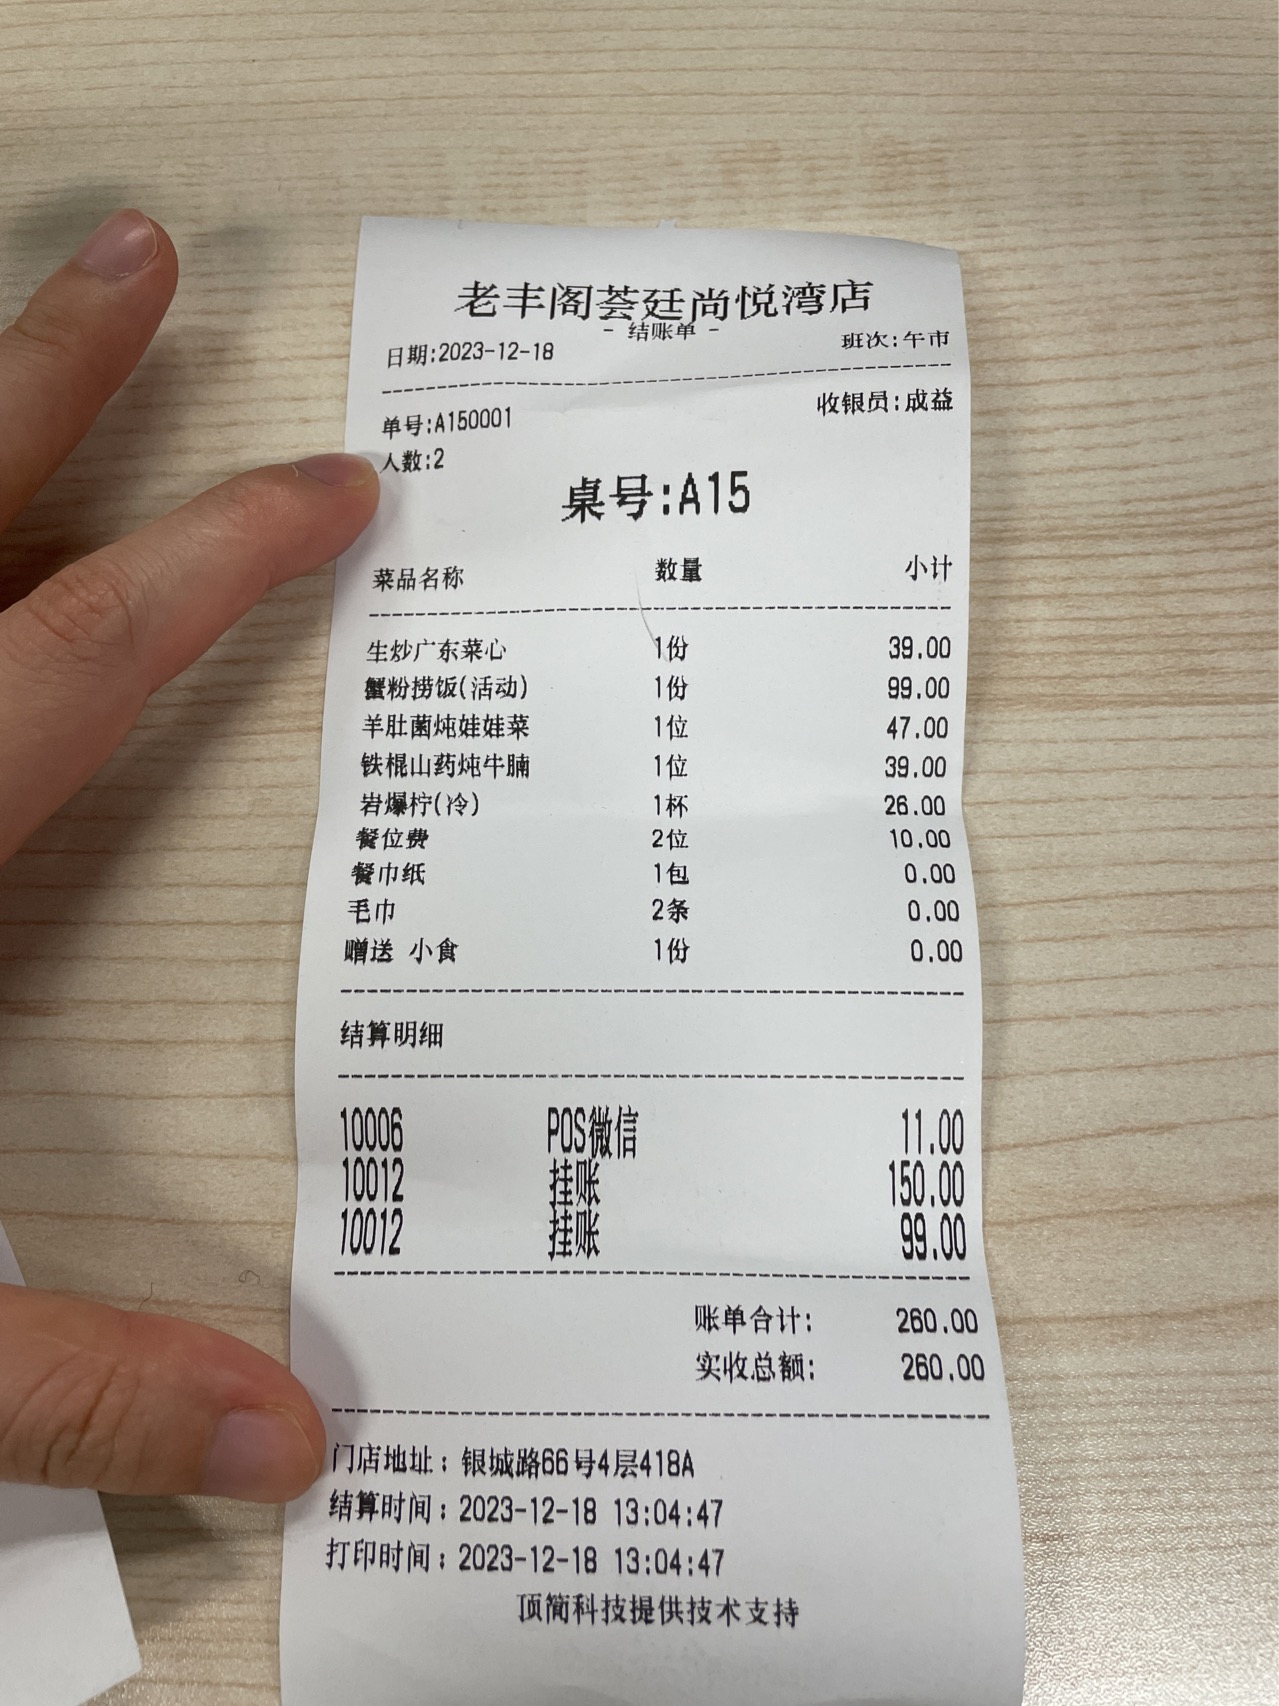 老丰阁荟廷尚悦湾店
- 结账单 -
日期:2023-12-18 班次:午市
单号:A150001 收银员:成益
人数:2
桌号:A15
菜品名称 数量 小计
生炒广东菜心 1份 39.00
蟹粉捞饭(活动) 1份 99.00
羊肚菌炖娃娃菜 1位 47.00
铁棍山药炖牛腩 1位 39.00
岩爆柠(冷) 1杯 26.00
餐位费 2位 10.00
餐巾纸 1包 0.00
毛巾 2条 0.00
赠送 小食 1份 0.00
结算明细
10006 POS微信 11.00
10012 挂账 150.00
10012 挂账 99.00
账单合计: 260.00
实收总额: 260.00
门店地址: 银城路66号4层418A
结算时间: 2023-12-18 13:04:47
打印时间: 2023-12-18 13:04:47
顶简科技提供技术支持